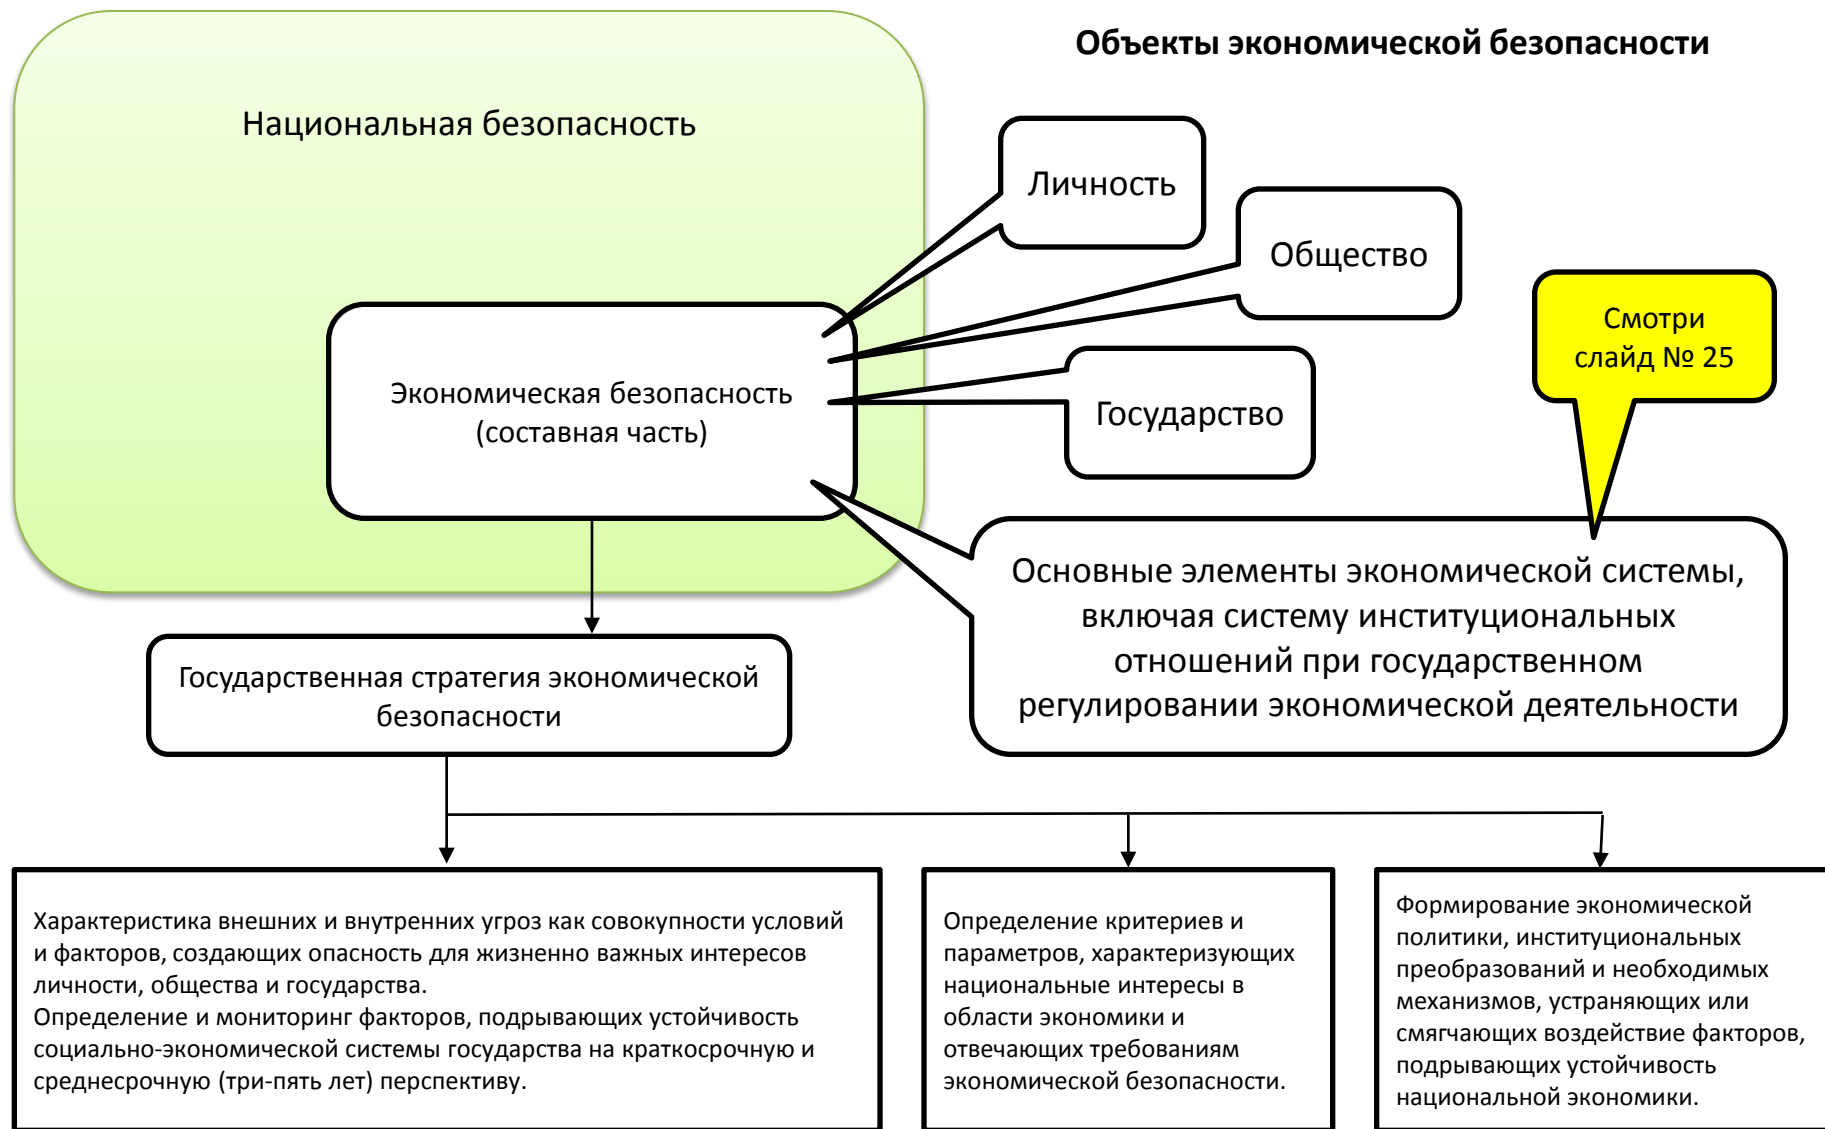 Объекты экономической безопасности
Национальная безопасность
Личность
Общество
Государство
Смотри
слайд № 25
Экономическая безопасность
(составная часть)
Основные элементы экономической системы,
включая систему институциональных
отношений при государственном
регулировании экономической деятельности
Государственная стратегия экономической
безопасности
Характеристика внешних и внутренних угроз как совокупности условий
и факторов, создающих опасность для жизненно важных интересов
личности, общества и государства.
Определение и мониторинг факторов, подрывающих устойчивость
социально-экономической системы государства на краткосрочную и
среднесрочную (три-пять лет) перспективу.
Определение критериев и
параметров, характеризующих
национальные интересы в
области экономики и
отвечающих требованиям
экономической безопасности.
Формирование экономической
политики, институциональных
преобразований и необходимых
механизмов, устраняющих или
смягчающих воздействие факторов,
подрывающих устойчивость
национальной экономики.